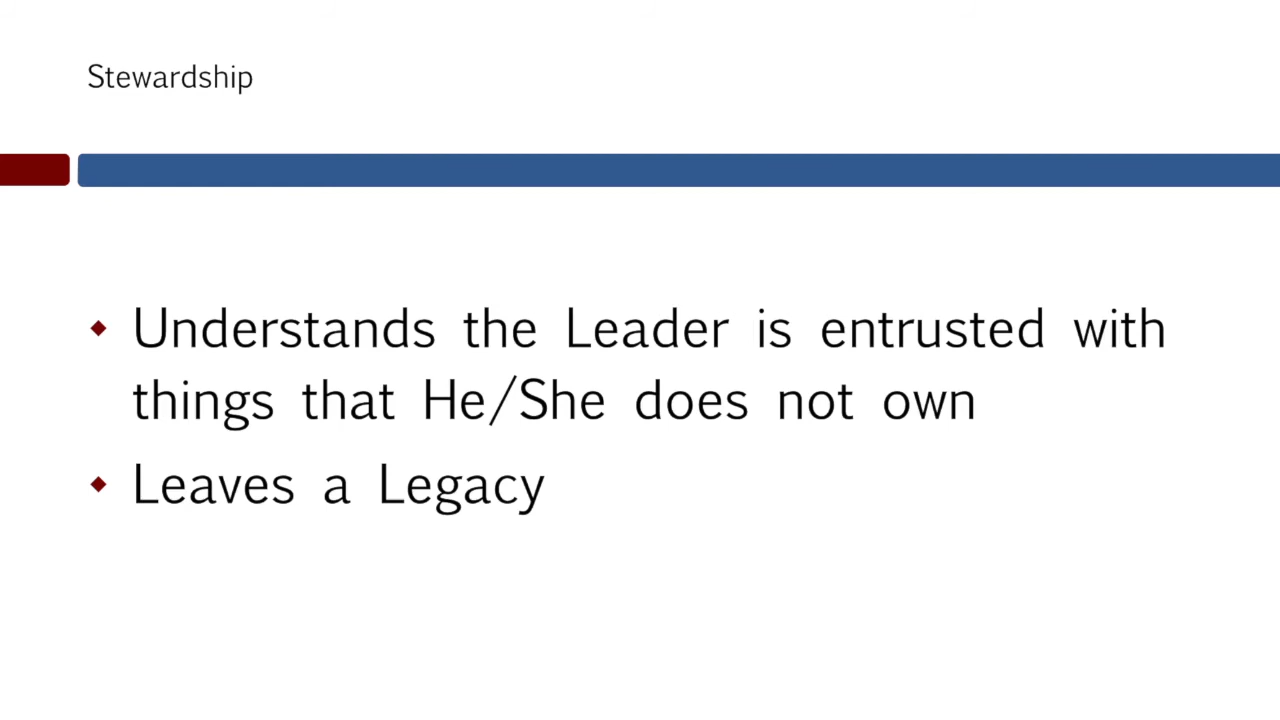 Stewardship
Understands the Leader is entrusted with
things that He/She does not own
Leaves a Legacy